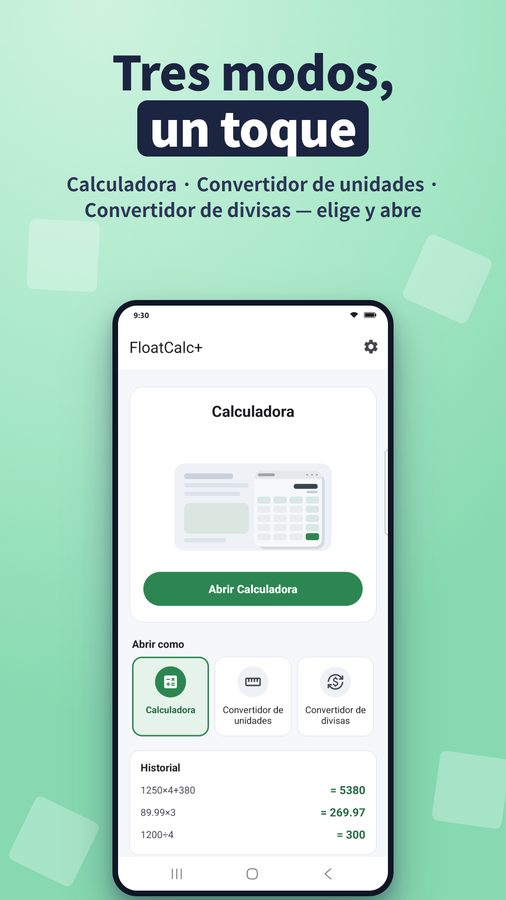 Tres modos,
un toque
Calculadora · Convertidor de unidades ·
Convertidor de divisas — elige y abre
9:30
FloatCalc+
Calculadora
Abrir Calculadora
Abrir como
Calculadora
Convertidor de
unidades
Convertidor de
divisas
Historial
1250×4+380 = 5380
89.99×3 = 269.97
1200÷4 = 300